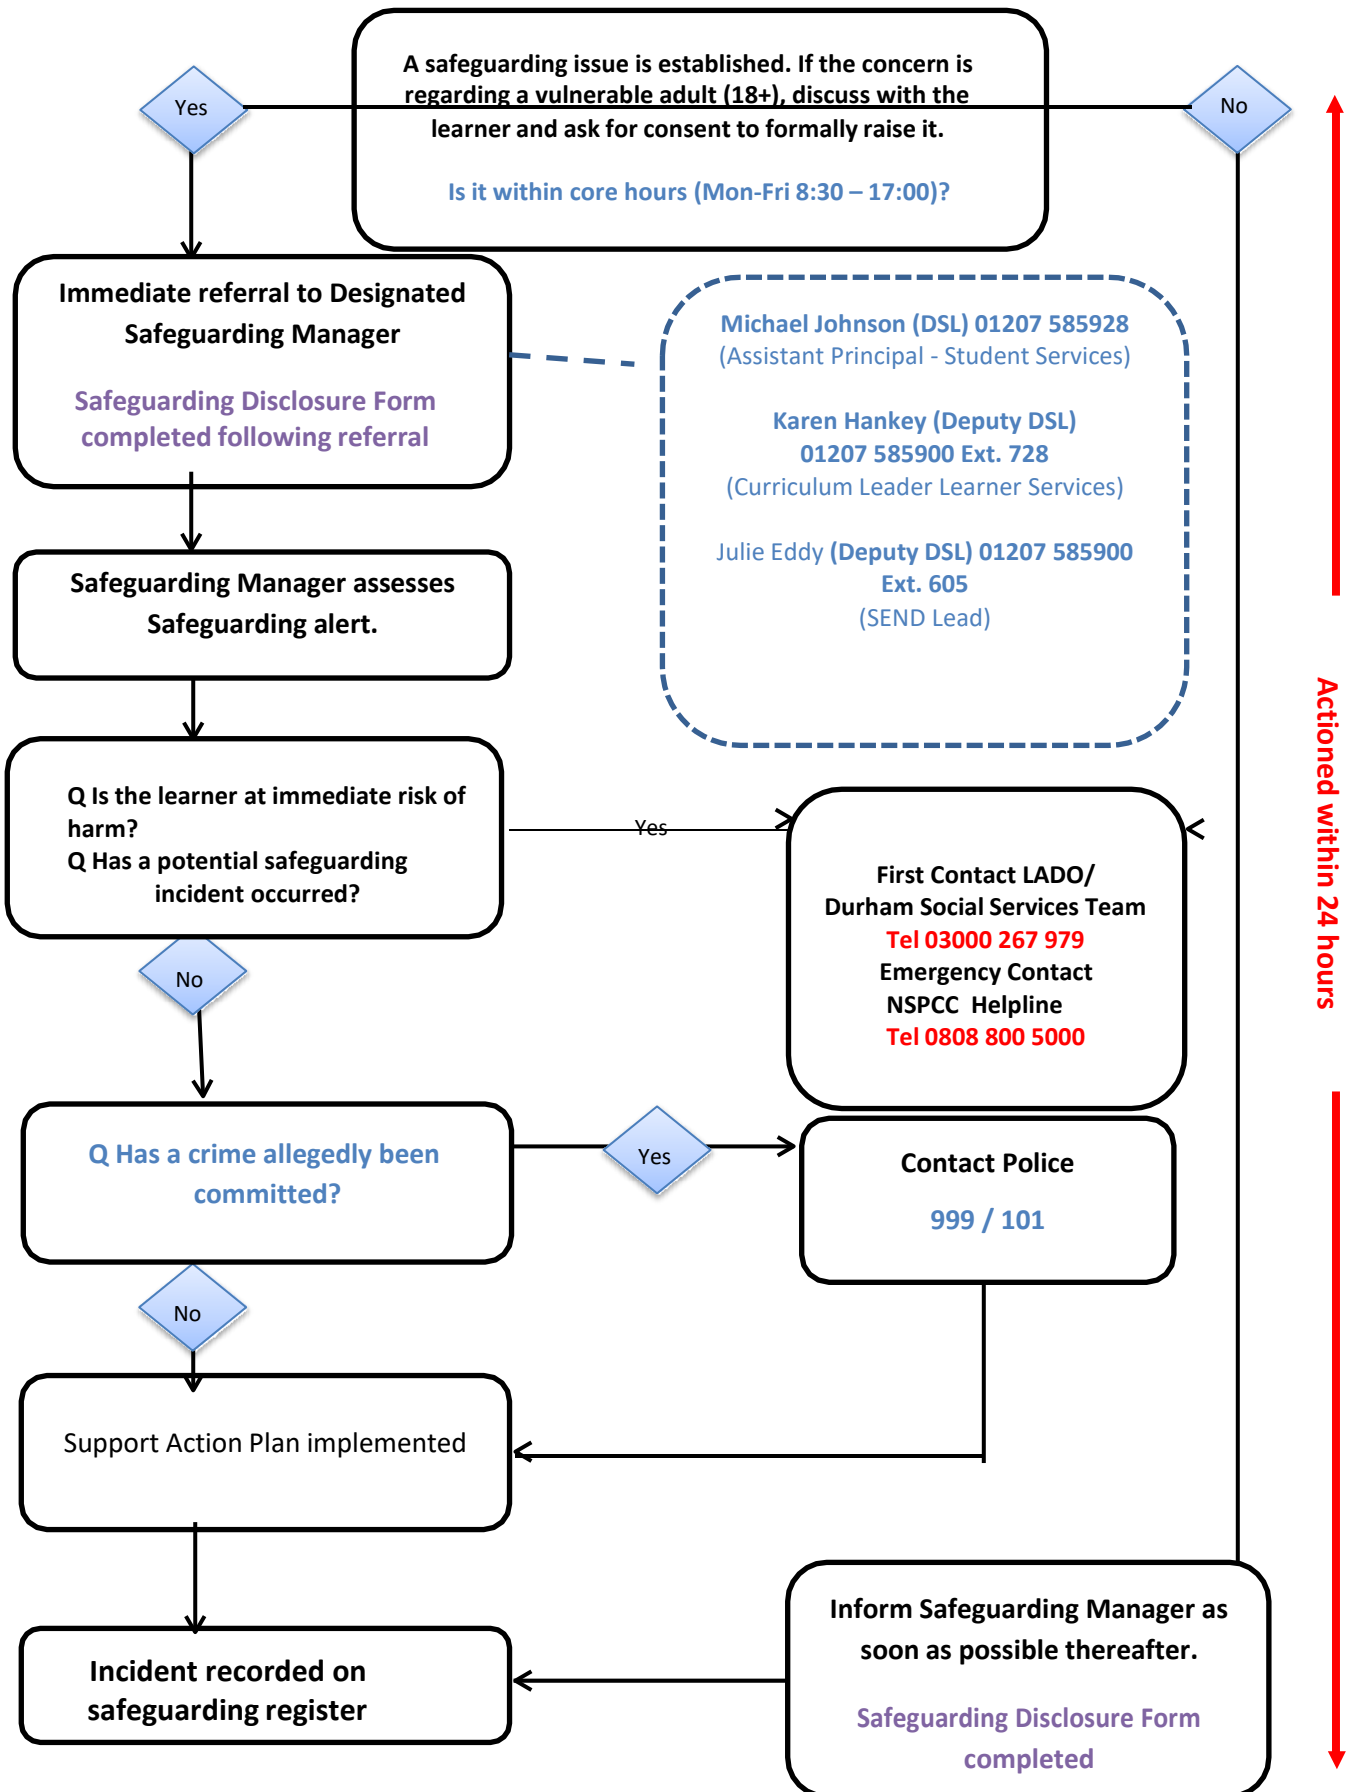 A safeguarding issue is established. If the concern is
regarding a vulnerable adult (18+), discuss with the
learner and ask for consent to formally raise it.
Is it within core hours (Mon-Fri 8:30 – 17:00)?
Yes
No
Immediate referral to Designated
Safeguarding Manager
Safeguarding Disclosure Form
completed following referral
Michael Johnson (DSL) 01207 585928
(Assistant Principal - Student Services)
Karen Hankey (Deputy DSL)
01207 585900 Ext. 728
(Curriculum Leader Learner Services)
Julie Eddy (Deputy DSL) 01207 585900
Ext. 605
(SEND Lead)
Safeguarding Manager assesses
Safeguarding alert.
Actioned within 24 hours
Q Is the learner at immediate risk of
harm?
Q Has a potential safeguarding
incident occurred?
Yes
First Contact LADO/
Durham Social Services Team
Tel 03000 267 979
Emergency Contact
NSPCC Helpline
Tel 0808 800 5000
No
Q Has a crime allegedly been
committed?
Yes
Contact Police
999 / 101
No
Support Action Plan implemented
Inform Safeguarding Manager as
soon as possible thereafter.
Safeguarding Disclosure Form
completed
Incident recorded on
safeguarding register